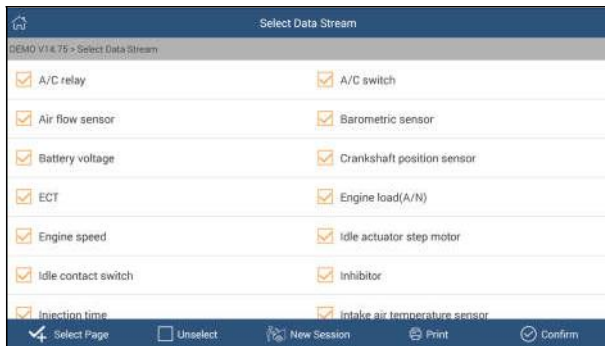 Select Data Stream
DEMO V14.75 > Select Data Stream
A/C relay
A/C switch
Air flow sensor
Barometric sensor
Battery voltage
Crankshaft position sensor
ECT
Engine load(A/N)
Engine speed
Idle actuator step motor
Idle contact switch
Inhibitor
Injection time
Intake air temperature sensor
Select Page
Unselect
New Session
Print
Confirm